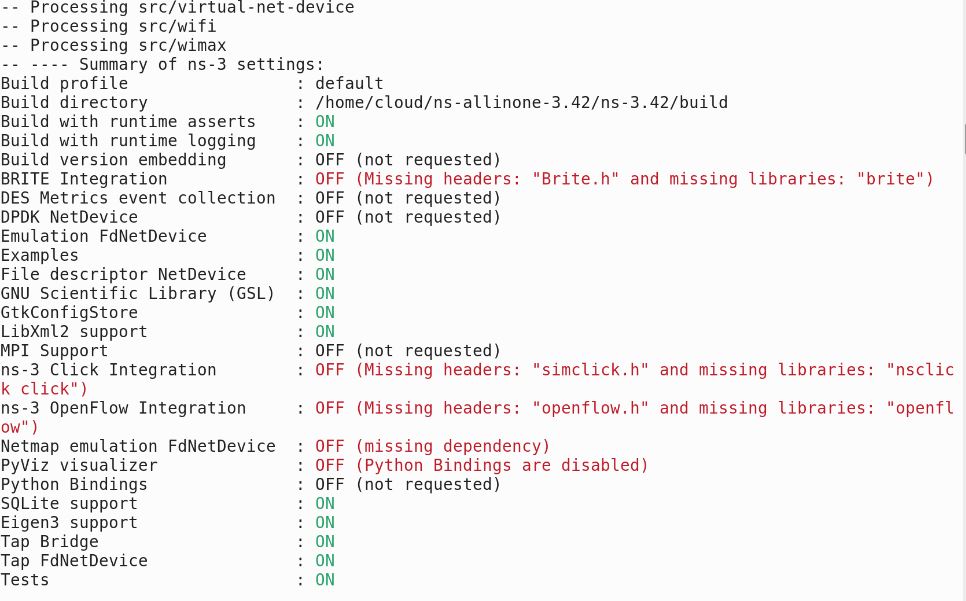 -- Processing src/virtual-net-device
-- Processing src/wifi
-- Processing src/wimax
-- ---- Summary of ns-3 settings:
Build profile                 : default
Build directory               : /home/cloud/ns-allinone-3.42/ns-3.42/build
Build with runtime asserts    : ON
Build with runtime logging    : ON
Build version embedding       : OFF (not requested)
BRITE Integration             : OFF (Missing headers: "Brite.h" and missing libraries: "brite")
DES Metrics event collection  : OFF (not requested)
DPDK NetDevice                : OFF (not requested)
Emulation FdNetDevice         : ON
Examples                      : ON
File descriptor NetDevice     : ON
GNU Scientific Library (GSL)  : ON
GtkConfigStore                : ON
LibXml2 support               : ON
MPI Support                   : OFF (not requested)
ns-3 Click Integration        : OFF (Missing headers: "simclick.h" and missing libraries: "nsclic
k click")
ns-3 OpenFlow Integration     : OFF (Missing headers: "openflow.h" and missing libraries: "openfl
ow")
Netmap emulation FdNetDevice  : OFF (missing dependency)
PyViz visualizer              : OFF (Python Bindings are disabled)
Python Bindings               : OFF (not requested)
SQLite support                : ON
Eigen3 support                : ON
Tap Bridge                    : ON
Tap FdNetDevice               : ON
Tests                         : ON